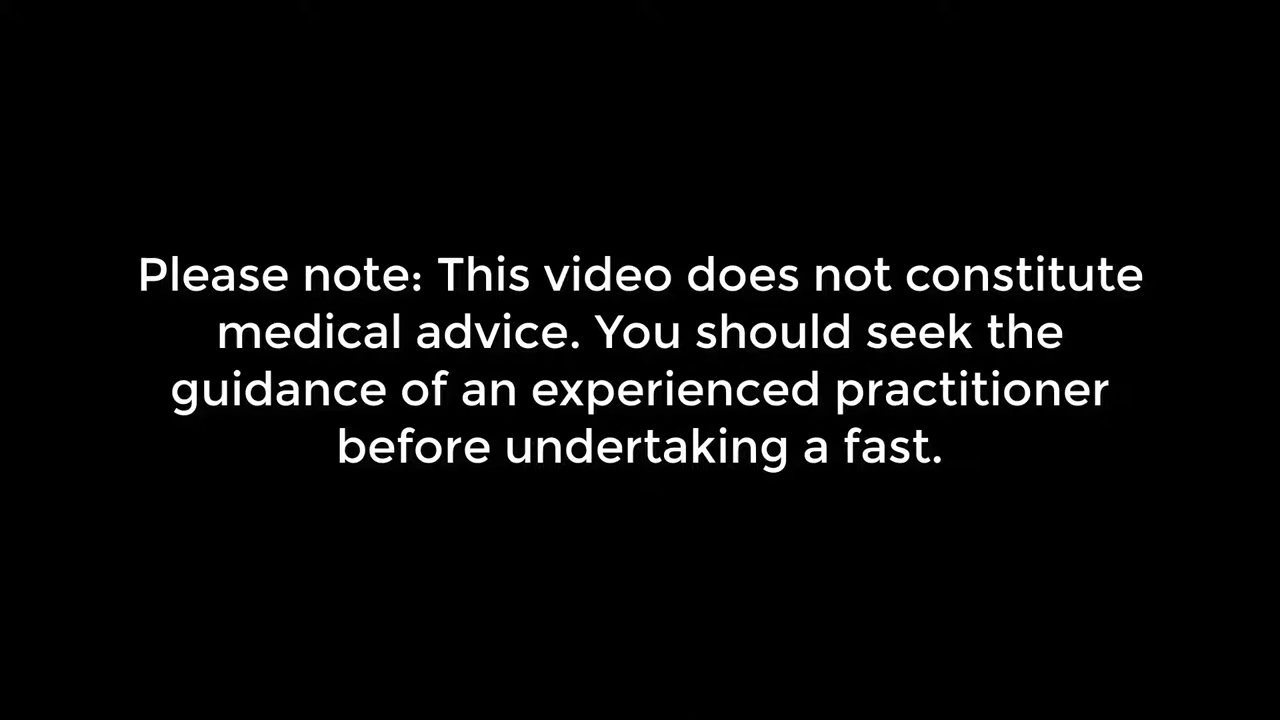 Please note: This video does not constitute
medical advice. You should seek the
guidance of an experienced practitioner
before undertaking a fast.